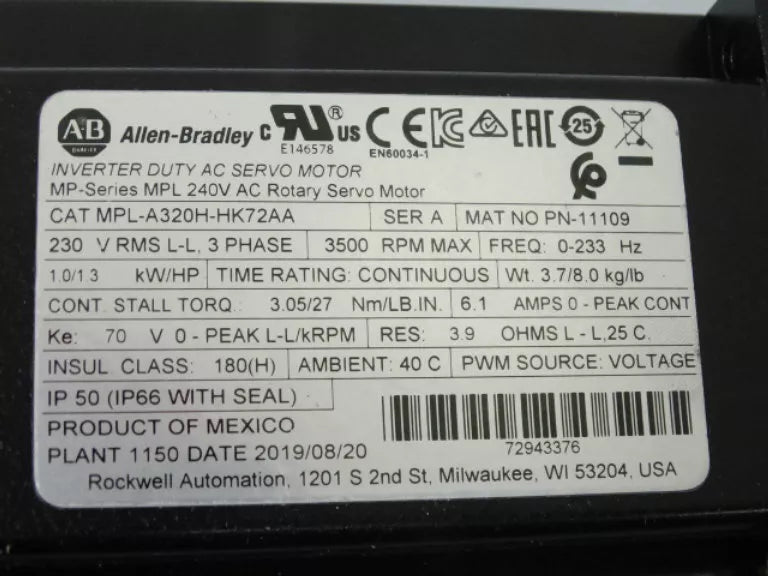 AB Allen-Bradley c RU ® US CE EAC 25
E146578 EN60034-1
INVERTER DUTY AC SERVO MOTOR
MP-Series MPL 240V AC Rotary Servo Motor
CAT MPL-A320H-HK72AA SER A MAT NO PN-11109
230 V RMS L-L, 3 PHASE 3500 RPM MAX FREQ: 0-233 Hz
1.0/1.3 kW/HP TIME RATING: CONTINUOUS Wt. 3.7/8.0 kg/lb
CONT. STALL TORQ.: 3.05/27 Nm/LB.IN. 6.1 AMPS 0 - PEAK CONT
Ke: 70 V 0 - PEAK L-L/kRPM RES: 3.9 OHMS L - L,25 C.
INSUL CLASS: 180(H) AMBIENT: 40 C PWM SOURCE: VOLTAGE
IP 50 (IP66 WITH SEAL)
PRODUCT OF MEXICO
PLANT 1150 DATE 2019/08/20 72943376
Rockwell Automation, 1201 S 2nd St, Milwaukee, WI 53204, USA